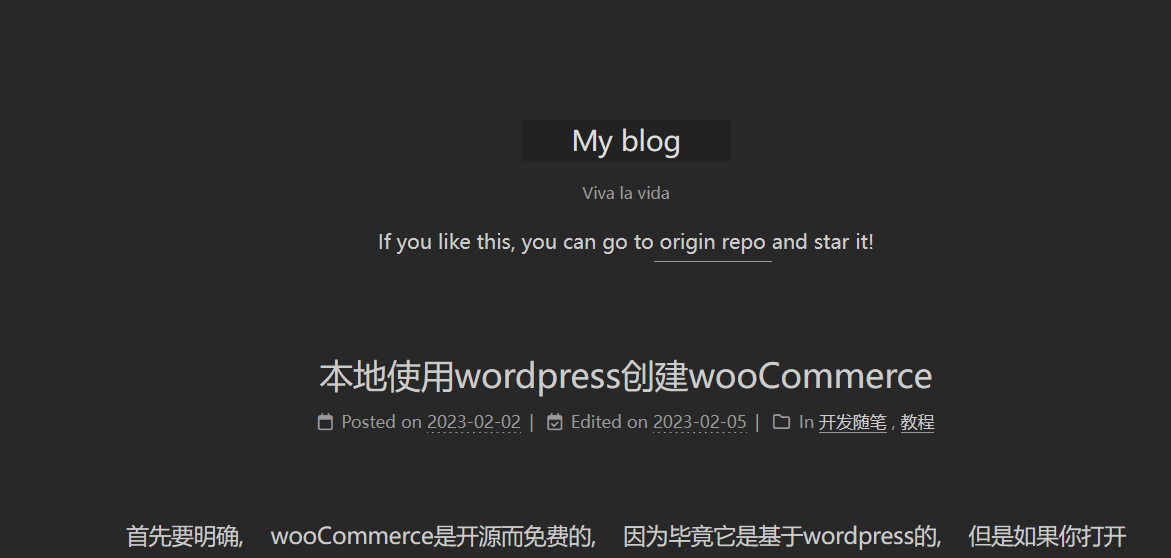 My blog
Viva la vida
If you like this, you can go to origin repo and star it!
本地使用wordpress创建wooCommerce
Posted on 2023-02-02 | Edited on 2023-02-05 | In 开发随笔 , 教程
首先要明确, wooCommerce是开源而免费的, 因为毕竟它是基于wordpress的, 但是如果你打开